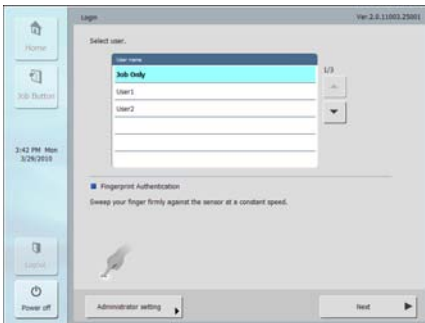 Login
Ver.2.0.11003.25001
Home
Job Button
3:42 PM Mon
3/29/2010
Logout
Power off
Select user.
User name
Job Only
User1
User2
1/3
Fingerprint Authentication
Sweep your finger firmly against the sensor at a constant speed.
Administrator setting
Next